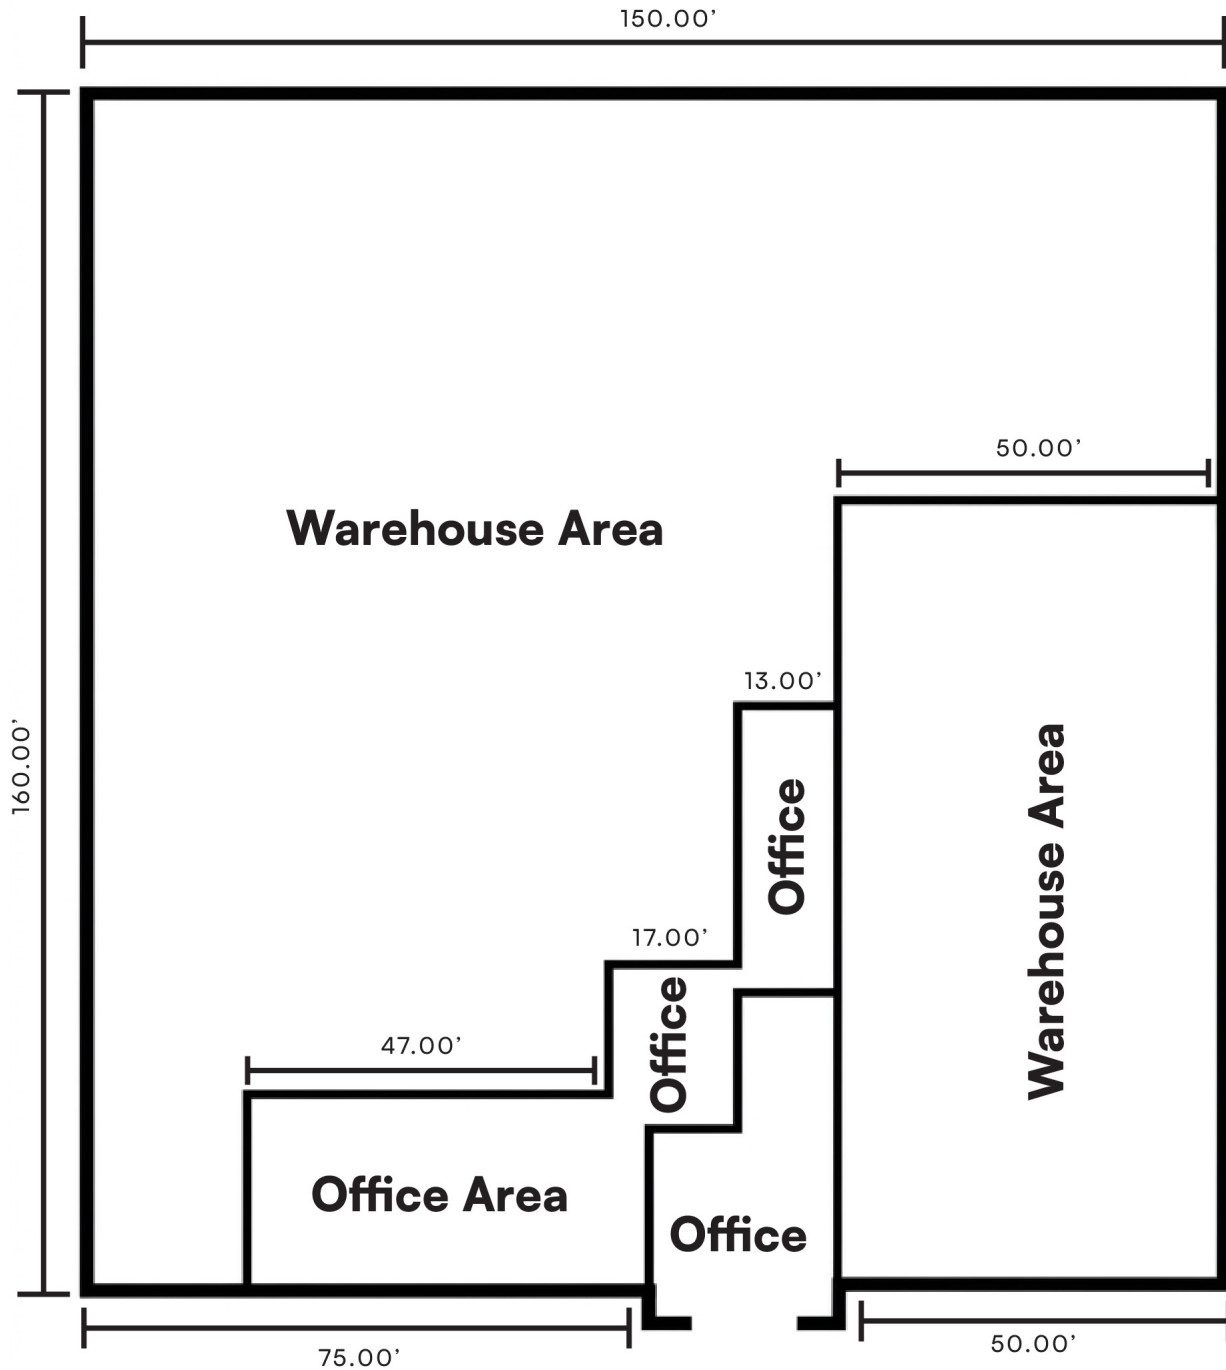 150.00’
50.00’
Warehouse Area
13.00’
160.00’
Office
Warehouse Area
17.00’
Office
47.00’
Office Area
Office
75.00’
50.00’